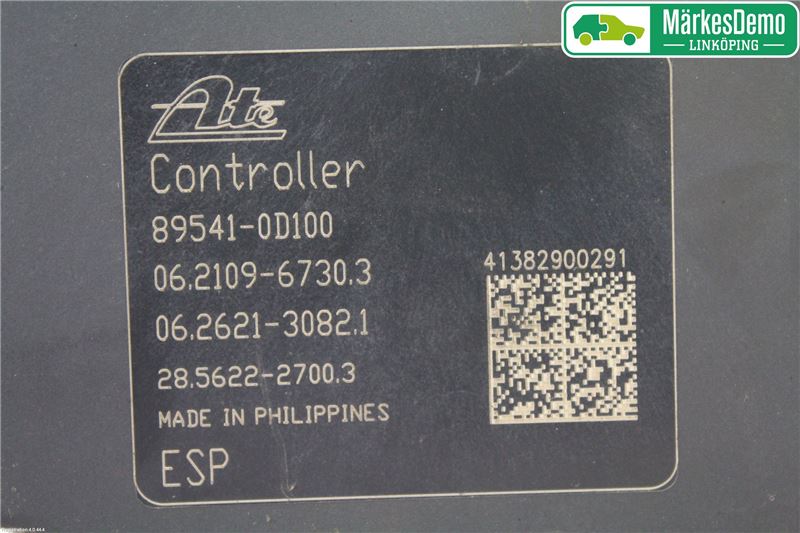 MärkesDemo
LINKÖPING
Ate
Controller
89541-0D100
06.2109-6730.3
06.2621-3082.1
28.5622-2700.3
MADE IN PHILIPPINES
ESP
41382900291